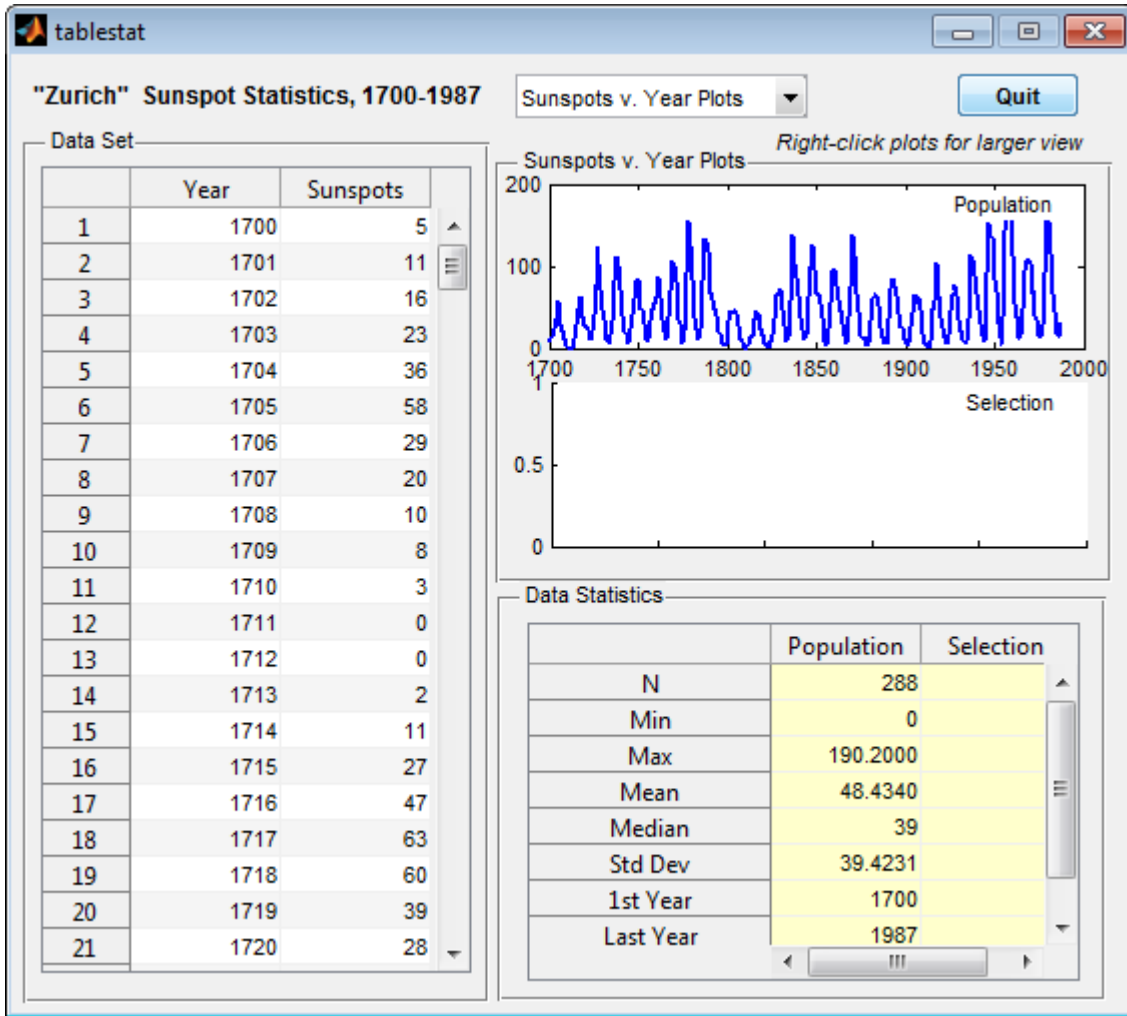 tablestat
"Zurich" Sunspot Statistics, 1700-1987
Sunspots v. Year Plots
Quit
Right-click plots for larger view
Data Set
Year Sunspots
1 1700 5
2 1701 11
3 1702 16
4 1703 23
5 1704 36
6 1705 58
7 1706 29
8 1707 20
9 1708 10
10 1709 8
11 1710 3
12 1711 0
13 1712 0
14 1713 2
15 1714 11
16 1715 27
17 1716 47
18 1717 63
19 1718 60
20 1719 39
21 1720 28
Sunspots v. Year Plots
200
Population
100
0
1700 1750 1800 1850 1900 1950 2000
1
Selection
0.5
0
Data Statistics
Population Selection
N 288
Min 0
Max 190.2000
Mean 48.4340
Median 39
Std Dev 39.4231
1st Year 1700
Last Year 1987